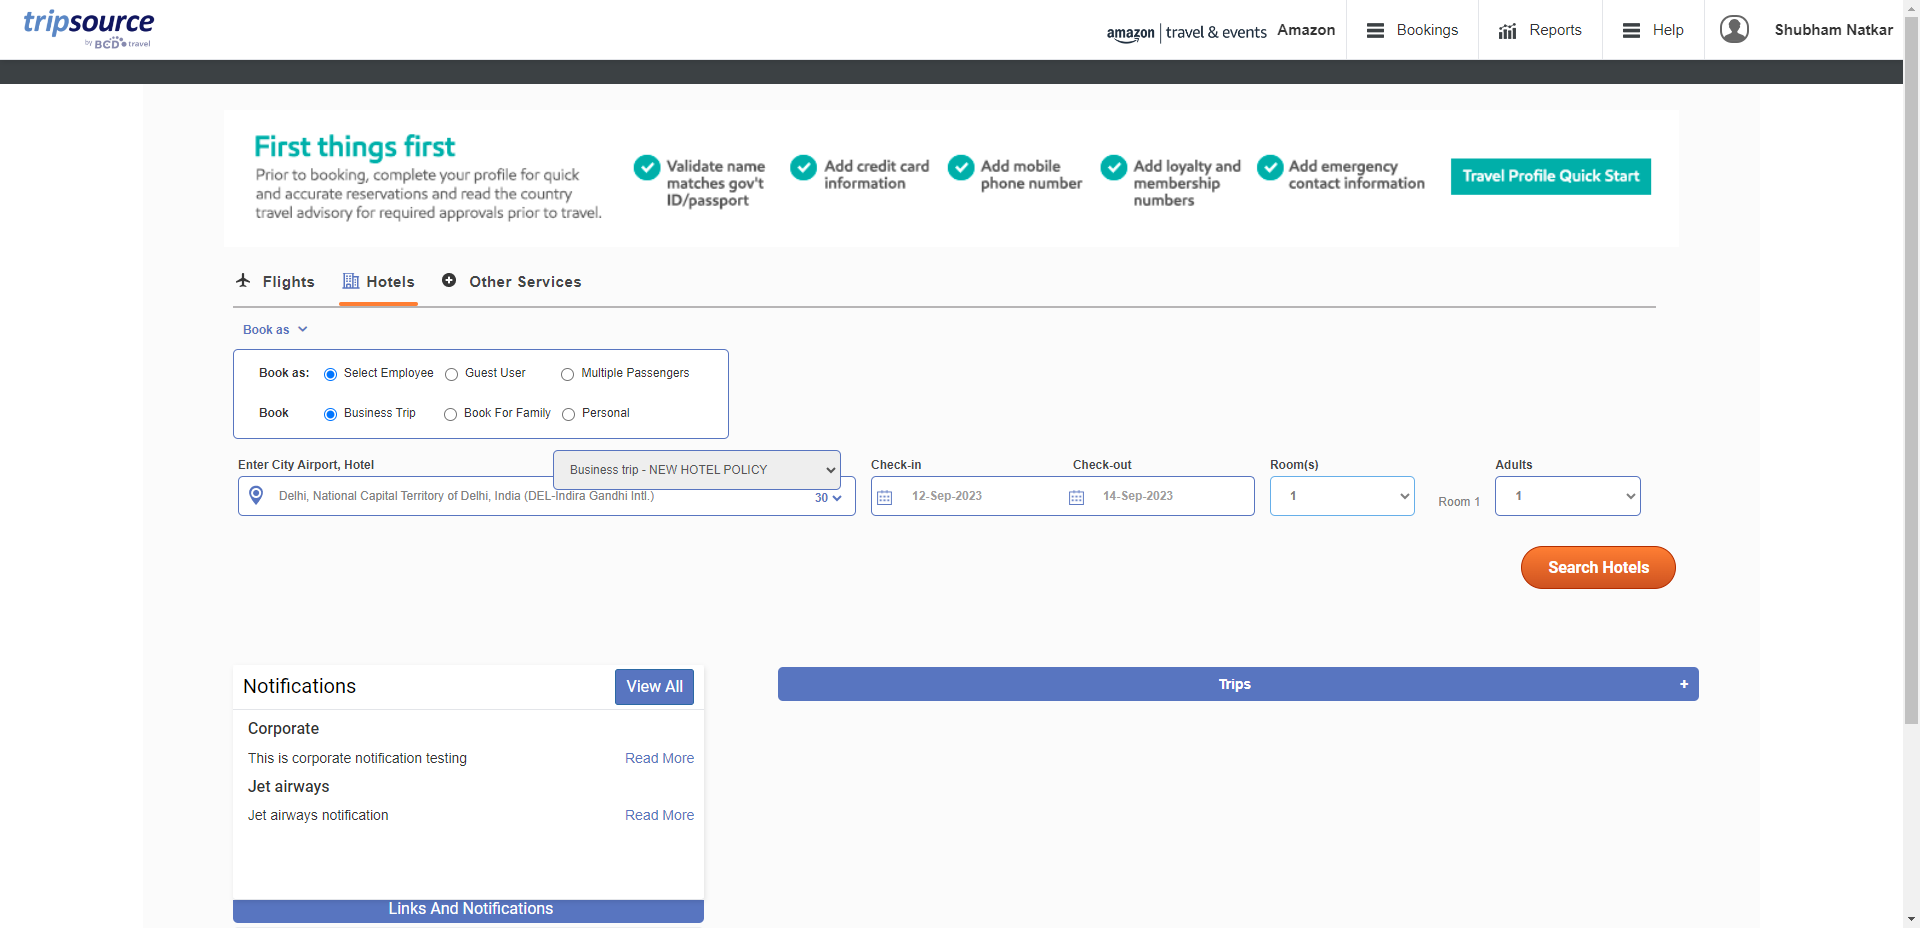 tripsource
by BCD travel
amazon travel & events Amazon
Bookings
Reports
Help
Shubham Natkar
First things first
Prior to booking, complete your profile for quick
and accurate reservations and read the country
travel advisory for required approvals prior to travel.
Validate name
matches gov't
ID/passport
Add credit card
information
Add mobile
phone number
Add loyalty and
membership
numbers
Add emergency
contact information
Travel Profile Quick Start
Flights
Hotels
Other Services
Book as
Book as: Select Employee Guest User Multiple Passengers
Book Business Trip Book For Family Personal
Enter City Airport, Hotel
Business trip - NEW HOTEL POLICY
Check-in
Check-out
Room(s)
Adults
Delhi, National Capital Territory of Delhi, India (DEL-Indira Gandhi Intl.)
30
12-Sep-2023
14-Sep-2023
1
Room 1
1
Search Hotels
Notifications
View All
Trips +
Corporate
This is corporate notification testing Read More
Jet airways
Jet airways notification Read More
Links And Notifications